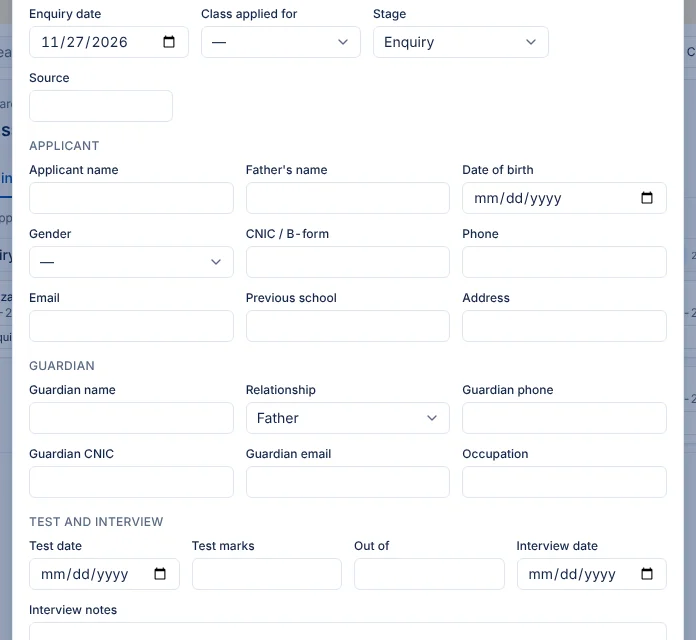 Enquiry date Class applied for Stage
11/27/2026 — Enquiry
Source
APPLICANT
Applicant name Father's name Date of birth
mm/dd/yyyy
Gender CNIC / B-form Phone
—
Email Previous school Address
GUARDIAN
Guardian name Relationship Guardian phone
Father
Guardian CNIC Guardian email Occupation
TEST AND INTERVIEW
Test date Test marks Out of Interview date
mm/dd/yyyy mm/dd/yyyy
Interview notes